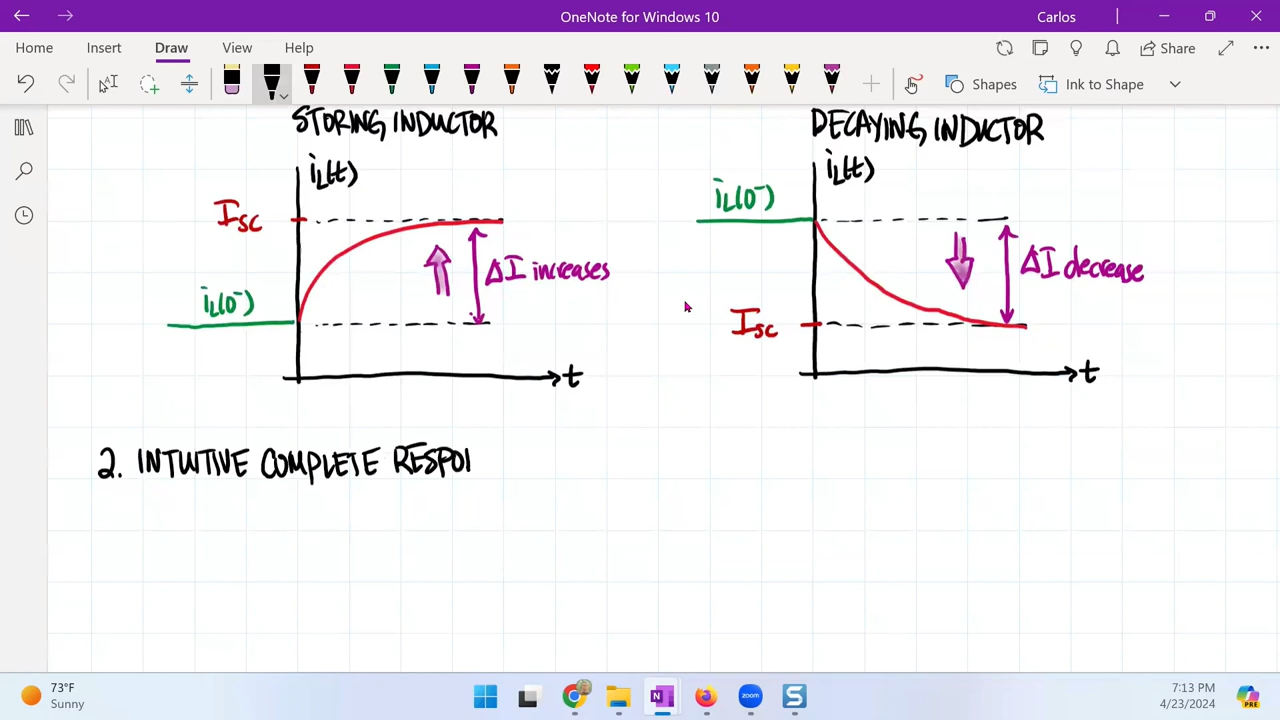 OneNote for Windows 10
Carlos
Home Insert Draw View Help
Share
Shapes
Ink to Shape
STORING INDUCTOR
iL(t)
Isc
ΔI increases
iL(0⁻)
t
DECAYING INDUCTOR
iL(t)
iL(0⁻)
ΔI decrease
Isc
t
2. INTUITIVE COMPLETE RESPO
73°F
Sunny
7:13 PM
4/23/2024
PRE
zoom
N
S